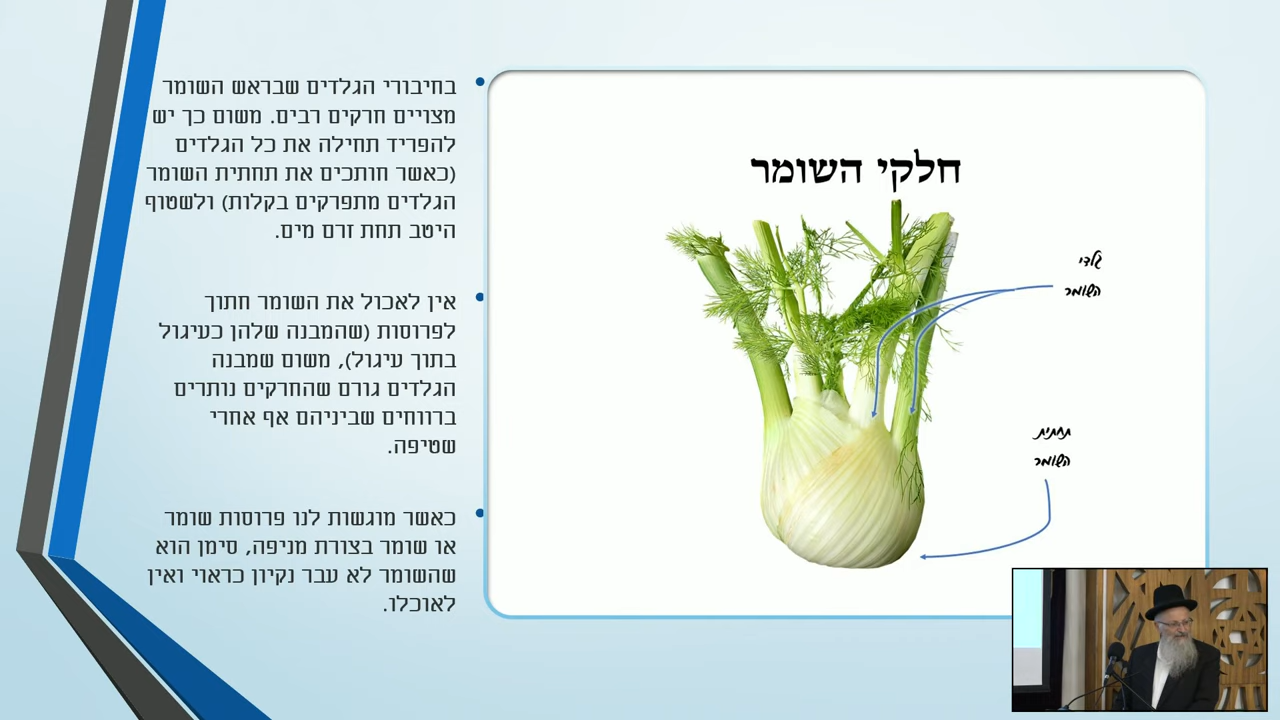 חלקי השומר
גלדי
השומר
תחתית
השומר
בחיבורי הגלדים שבראש השומר
מצויים חרקים רבים. משום כך יש
להפריד תחילה את כל הגלדים
(כאשר חותכים את תחתית השומר
הגלדים מתפרקים בקלות) ולשטוף
היטב תחת זרם מים.
אין לאכול את השומר חתוך
לפרוסות (שהמבנה שלהן כעיגול
בתוך עיגול), משום שמבנה
הגלדים גורם שהחרקים נותרים
ברווחים שביניהם אף אחרי
שטיפה.
כאשר מוגשות לנו פרוסות שומר
או שומר בצורת מניפה, סימן הוא
שהשומר לא עבר נקיון כראוי ואין
לאוכלו.